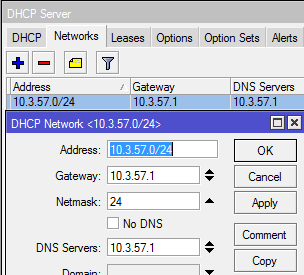 DHCP Server
DHCP Networks Leases Options Option Sets Alerts
Address Gateway DNS Servers
10.3.57.0/24 10.3.57.1 10.3.57.1
DHCP Network <10.3.57.0/24>
Address: 10.3.57.0/24 OK
Gateway: 10.3.57.1 Cancel
Netmask: 24 Apply
No DNS
Comment
DNS Servers: 10.3.57.1
Copy
Domain: